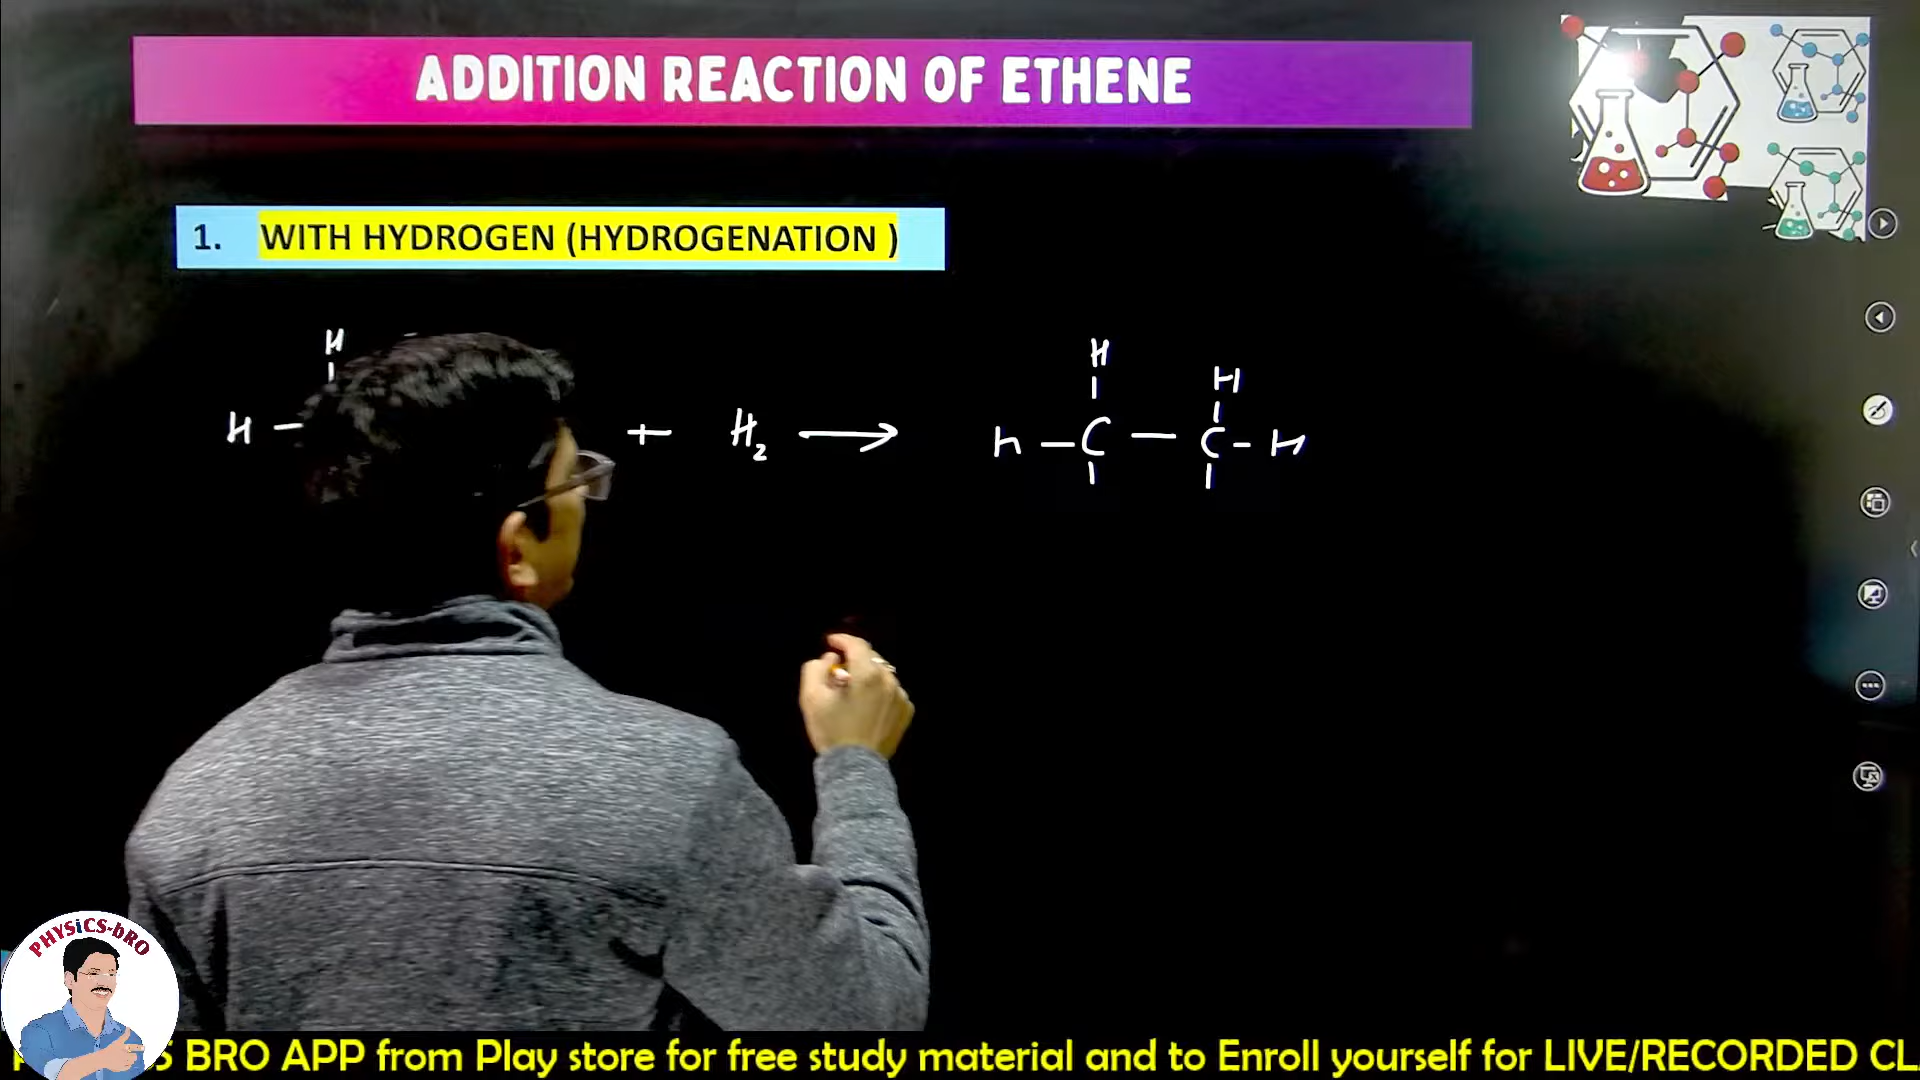 ADDITION REACTION OF ETHENE
1. WITH HYDROGEN (HYDROGENATION )
H
H —
+ H₂ ⟶
H H
H — C — C - H
PHYSiCS-bRO
S BRO APP from Play store for free study material and to Enroll yourself for LIVE/RECORDED CL